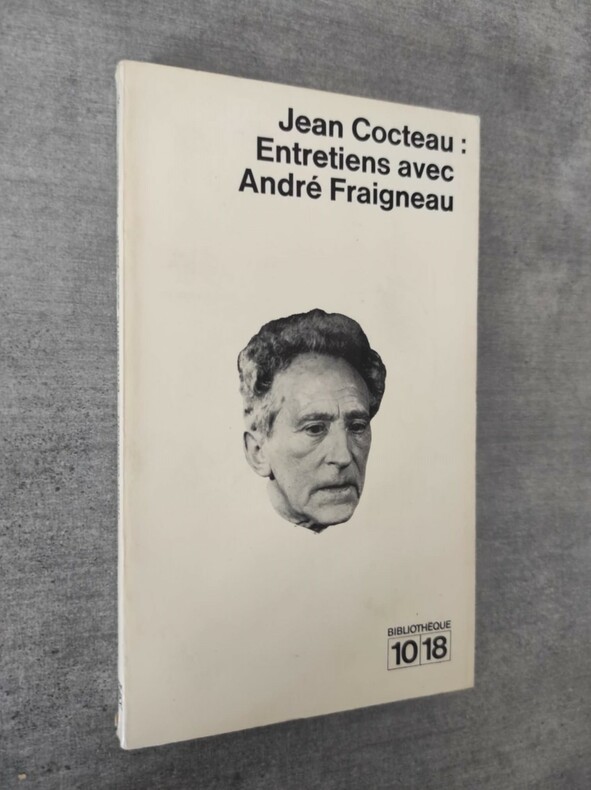 Jean Cocteau :
Entretiens avec
André Fraigneau
BIBLIOTHÈQUE
10 18